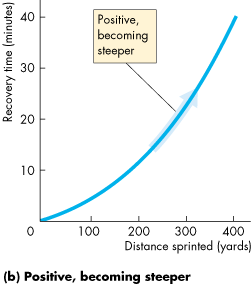 Recovery time (minutes)
40
30
20
10
Positive,
becoming
steeper
0
100
200
300
400
Distance sprinted (yards)
(b) Positive, becoming steeper